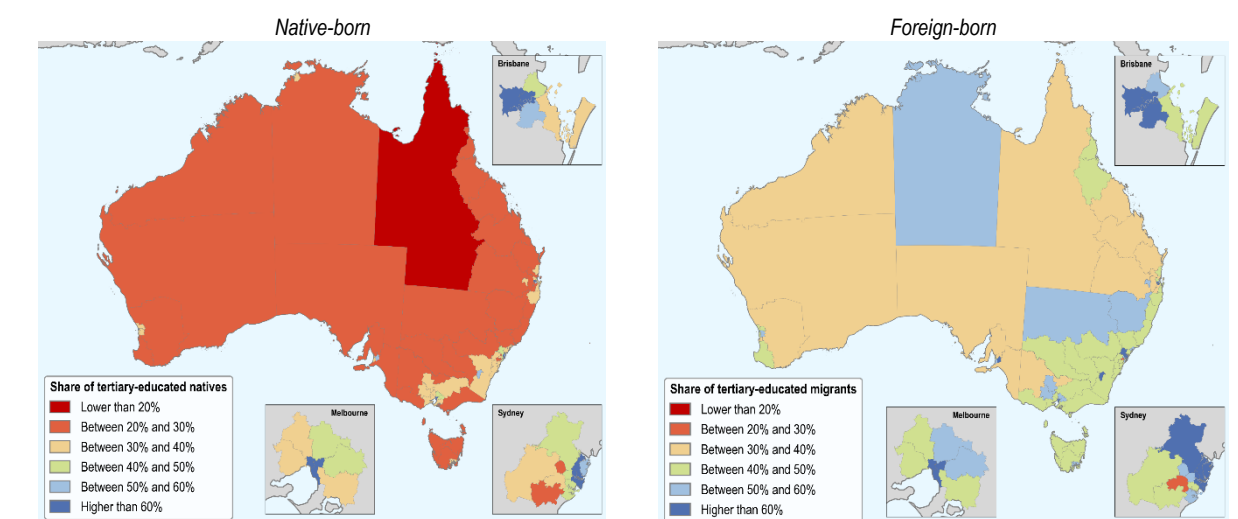 Native-born
Brisbane
Share of tertiary-educated natives
Lower than 20%
Between 20% and 30%
Between 30% and 40%
Between 40% and 50%
Between 50% and 60%
Higher than 60%
Melbourne
Sydney
Foreign-born
Brisbane
Share of tertiary-educated migrants
Lower than 20%
Between 20% and 30%
Between 30% and 40%
Between 40% and 50%
Between 50% and 60%
Higher than 60%
Melbourne
Sydney